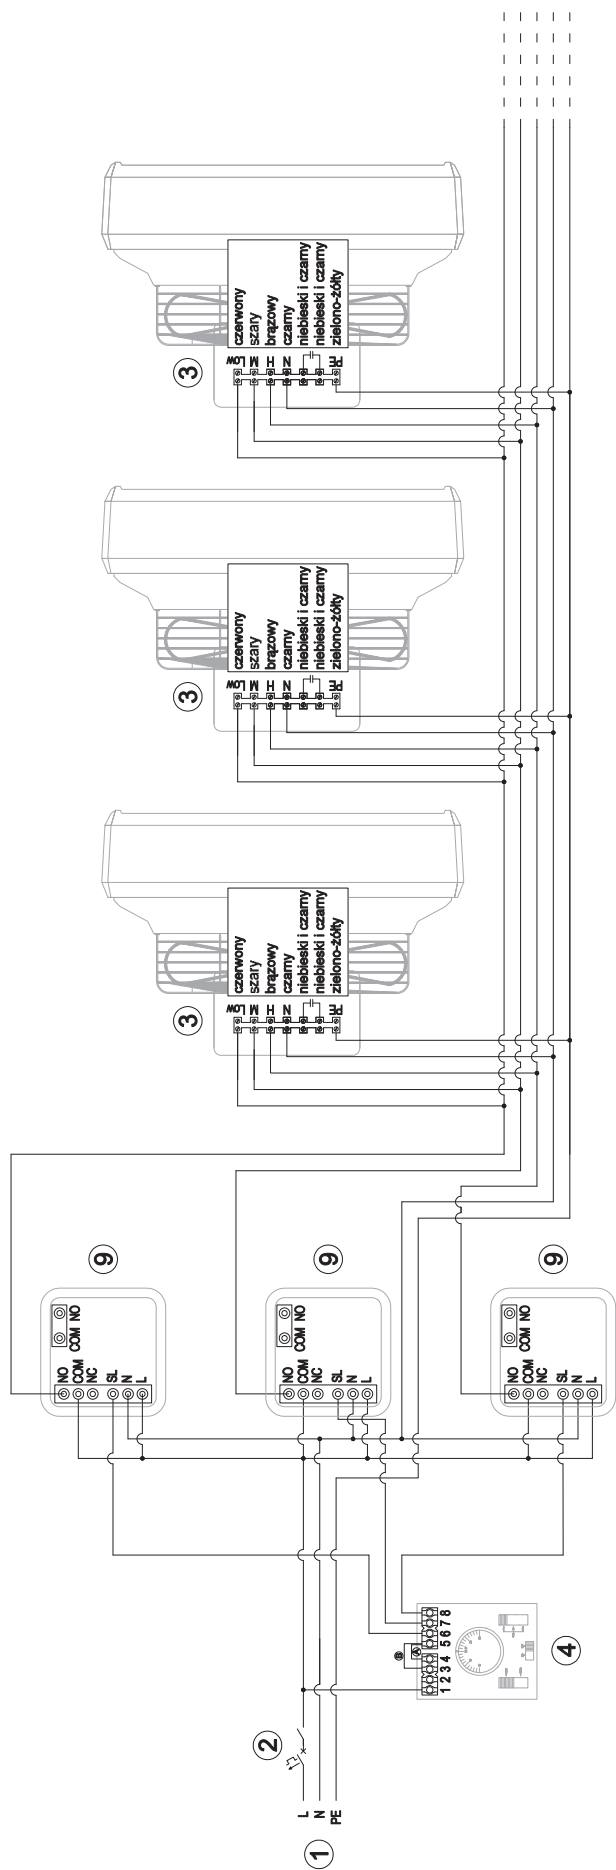 1
L
N
PE
2
4
1 2 3 4 5 6 7 8
B
A
9
NO
COM
NC
SL
N
L
COM NO
9
NO
COM
NC
SL
N
L
COM NO
9
NO
COM
NC
SL
N
L
COM NO
3
LOW czerwony
M szary
H brązowy
N czarny
niebieski i czarny
niebieski i czarny
PE zielono-żółty
3
LOW czerwony
M szary
H brązowy
N czarny
niebieski i czarny
niebieski i czarny
PE zielono-żółty
3
LOW czerwony
M szary
H brązowy
N czarny
niebieski i czarny
niebieski i czarny
PE zielono-żółty